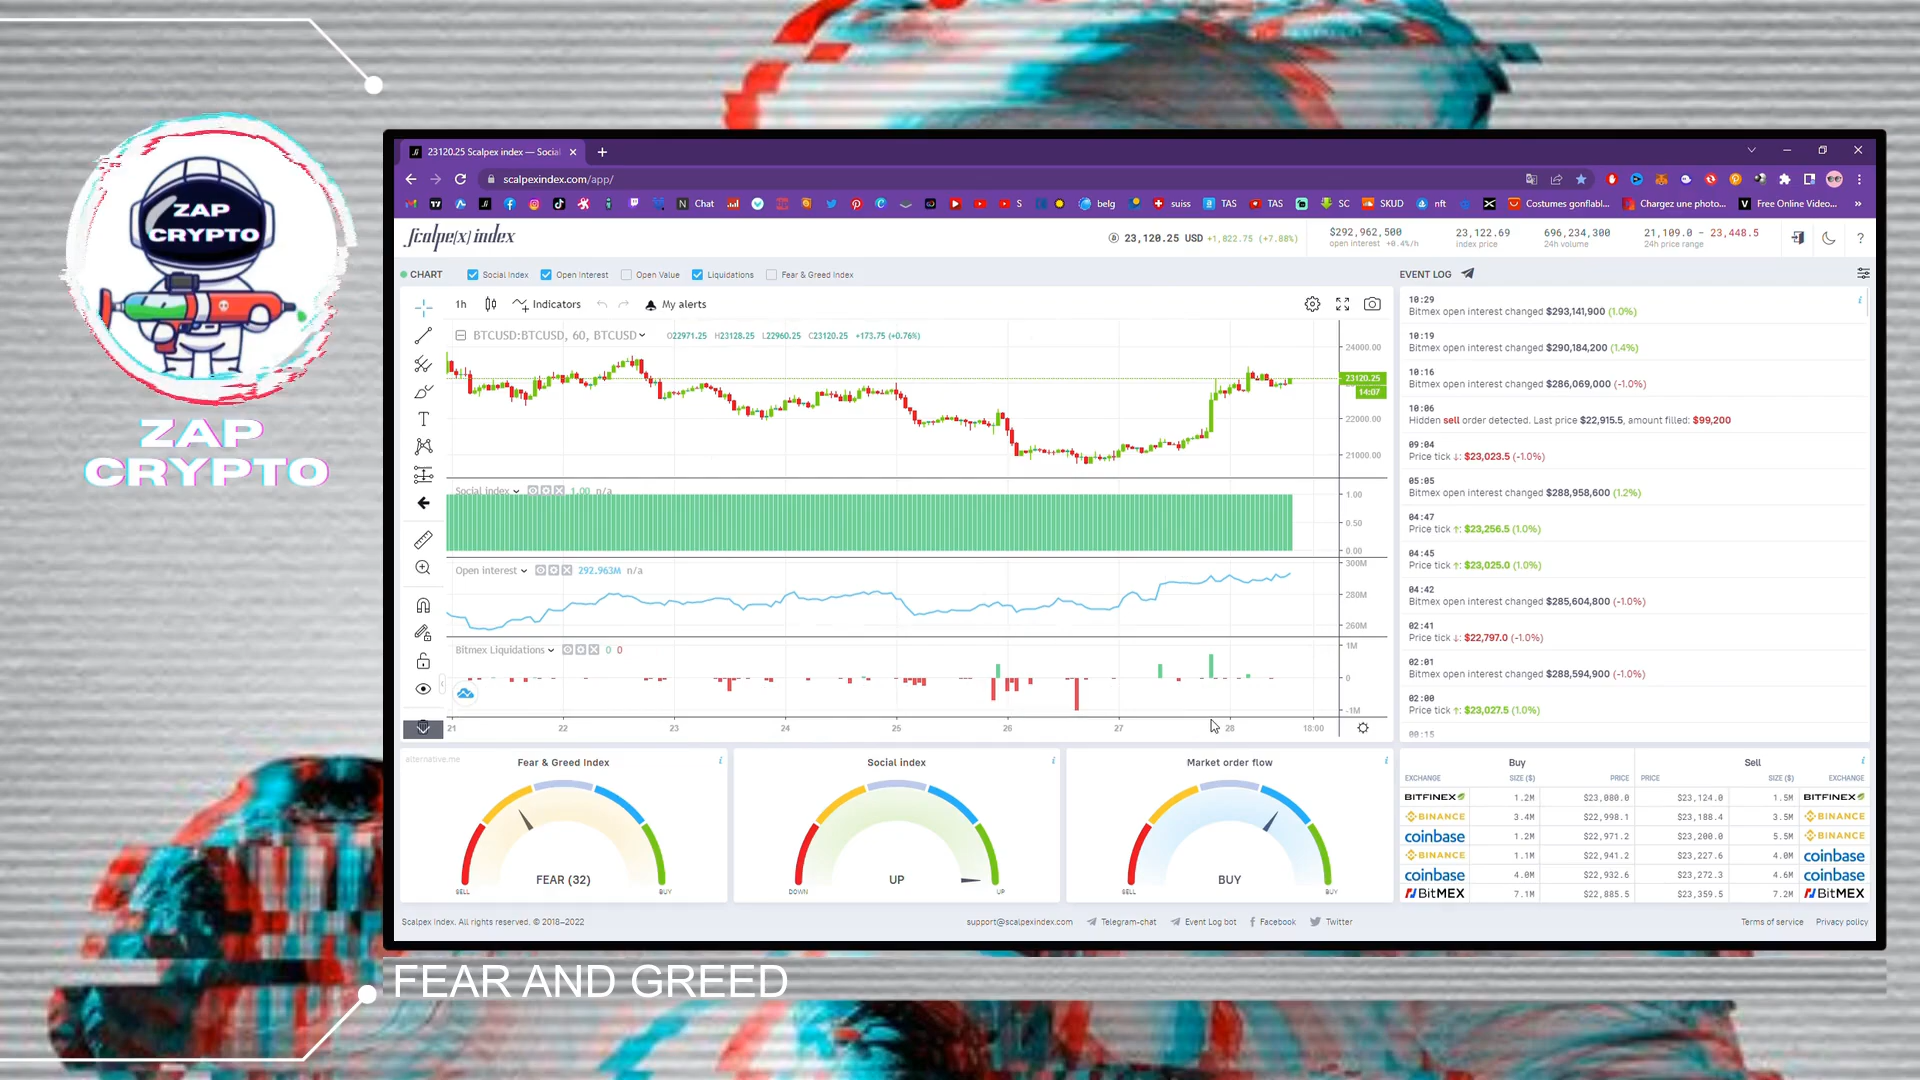 ZAP
CRYPTO
ZAP
CRYPTO
23120.25 Scalpex index — Social
scalpexindex.com/app/
Chat
S
belg
suiss
TAS
TAS
SC
SKUD
nft
Costumes gonflabl...
Chargez une photo...
Free Online Video...
Scalpe[x] index
23,120.25 USD +1,822.75 (+7.88%)
$292,962,500
open interest +0.4%/h
23,122.69
index price
696,234,300
24h volume
21,109.0 - 23,448.5
24h price range
CHART
Social Index
Open Interest
Open Value
Liquidations
Fear & Greed Index
1h
Indicators
My alerts
BTCUSD:BTCUSD, 60, BTCUSD
O22971.25 H23128.25 L22960.25 C23120.25 +173.75 (+0.76%)
24000.00
23120.25
14:07
22000.00
21000.00
Social index 1.00 n/a
1.00
0.50
0.00
Open interest 292.963M n/a
300M
280M
260M
Bitmex Liquidations 0 0
1M
0
-1M
21 22 23 24 25 26 27 28 18:00
EVENT LOG
10:29
Bitmex open interest changed $293,141,900 (1.0%)
10:19
Bitmex open interest changed $290,184,200 (1.4%)
10:16
Bitmex open interest changed $286,069,000 (-1.0%)
10:06
Hidden sell order detected. Last price $22,915.5, amount filled: $99,200
09:04
Price tick ↓: $23,023.5 (-1.0%)
05:05
Bitmex open interest changed $288,958,600 (1.2%)
04:47
Price tick ↑: $23,256.5 (1.0%)
04:45
Price tick ↑: $23,025.0 (1.0%)
04:42
Bitmex open interest changed $285,604,800 (-1.0%)
02:41
Price tick ↓: $22,797.0 (-1.0%)
02:01
Bitmex open interest changed $288,594,900 (-1.0%)
02:00
Price tick ↑: $23,027.5 (1.0%)
00:15
alternative.me
Fear & Greed Index
FEAR (32)
SELL
BUY
Social index
UP
DOWN
UP
Market order flow
BUY
SELL
BUY
Buy Sell
EXCHANGE SIZE ($) PRICE PRICE SIZE ($) EXCHANGE
BITFINEX 1.2M $23,080.0 $23,124.0 1.5M BITFINEX
BINANCE 3.4M $22,998.1 $23,188.4 3.5M BINANCE
coinbase 1.2M $22,971.2 $23,200.0 5.5M BINANCE
BINANCE 1.1M $22,941.2 $23,227.6 4.0M coinbase
coinbase 4.0M $22,932.6 $23,272.3 4.6M coinbase
BitMEX 7.1M $22,885.5 $23,359.5 7.2M BitMEX
Scalpex Index. All rights reserved, © 2018–2022
support@scalpexindex.com Telegram-chat Event Log bot Facebook Twitter
Terms of service Privacy policy
FEAR AND GREED